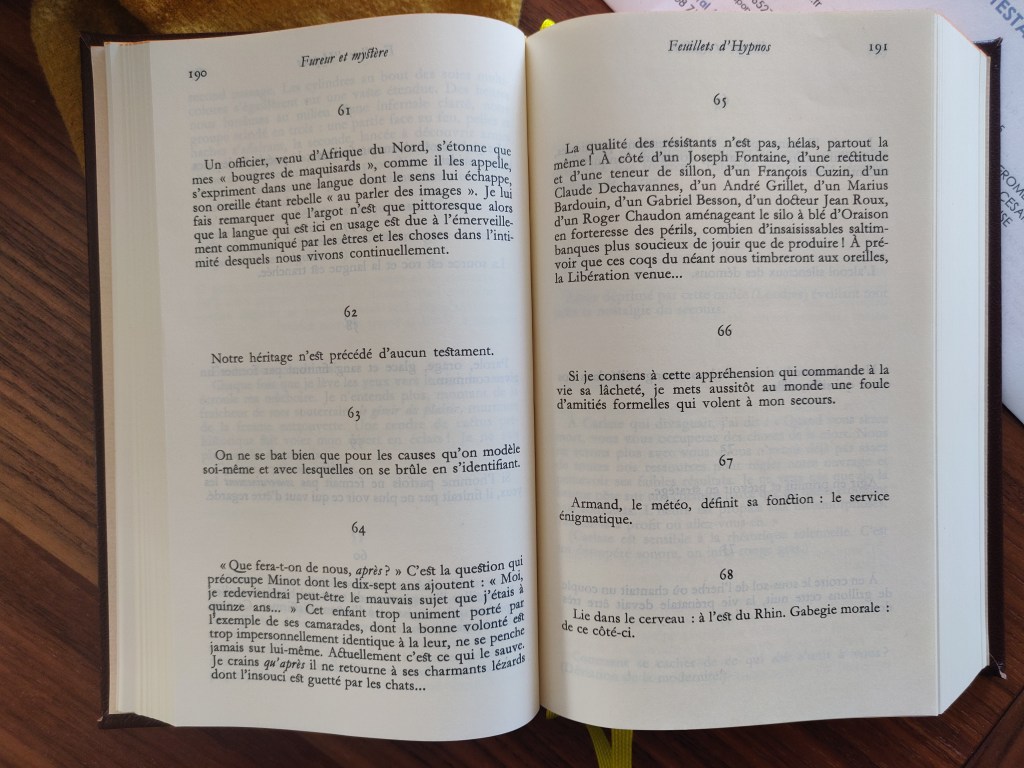 190
Fureur et mystère
61
Un officier, venu d'Afrique du Nord, s'étonne que
mes « bougres de maquisards », comme il les appelle,
s'expriment dans une langue dont le sens lui échappe,
son oreille étant rebelle « au parler des images ». Je lui
fais remarquer que l'argot n'est que pittoresque alors
que la langue qui est ici en usage est due à l'émerveille-
ment communiqué par les êtres et les choses dans l'inti-
mité desquels nous vivons continuellement.
62
Notre héritage n'est précédé d'aucun testament.
63
On ne se bat bien que pour les causes qu'on modèle
soi-même et avec lesquelles on se brûle en s'identifiant.
64
« Que fera-t-on de nous, après ? » C'est la question qui
préoccupe Minot dont les dix-sept ans ajoutent : « Moi,
je redeviendrai peut-être le mauvais sujet que j'étais à
quinze ans... » Cet enfant trop uniment porté par
l'exemple de ses camarades, dont la bonne volonté est
trop impersonnellement identique à la leur, ne se penche
jamais sur lui-même. Actuellement c'est ce qui le sauve.
Je crains qu'après il ne retourne à ses charmants lézards
dont l'insouci est guetté par les chats...
Feuillets d'Hypnos
191
65
La qualité des résistants n'est pas, hélas, partout la
même ! À côté d'un Joseph Fontaine, d'une rectitude
et d'une teneur de sillon, d'un François Cuzin, d'un
Claude Dechavannes, d'un André Grillet, d'un Marius
Bardouin, d'un Gabriel Besson, d'un docteur Jean Roux,
d'un Roger Chaudon aménageant le silo à blé d'Oraison
en forteresse des périls, combien d'insaisissables saltim-
banques plus soucieux de jouir que de produire ! À pré-
voir que ces coqs du néant nous timbreront aux oreilles,
la Libération venue...
66
Si je consens à cette appréhension qui commande à la
vie sa lâcheté, je mets aussitôt au monde une foule
d'amitiés formelles qui volent à mon secours.
67
Armand, le météo, définit sa fonction : le service
énigmatique.
68
Lie dans le cerveau : à l'est du Rhin. Gabegie morale :
de ce côté-ci.